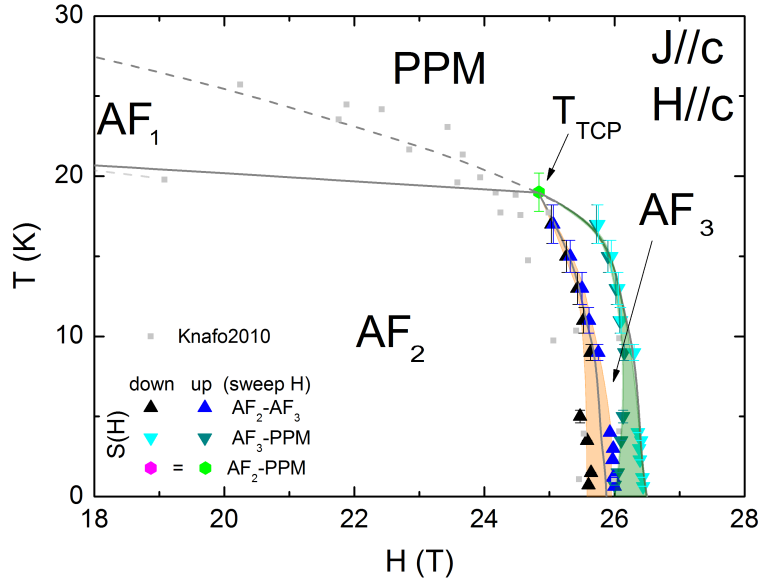 30
20
10
0
T (K)
18
20
22
24
26
28
H (T)
PPM
J//c
H//c
AF1
TTCP
AF3
AF2
Knafo2010
down up (sweep H)
S(H)
AF2-AF3
AF3-PPM
= AF2-PPM